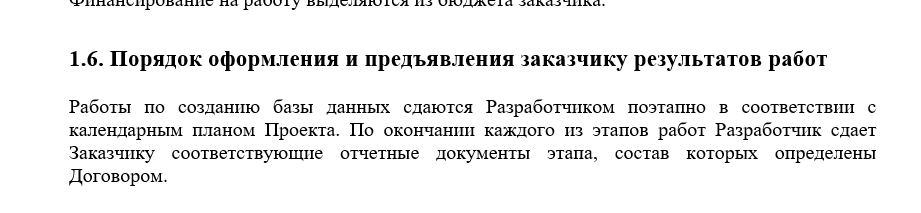 Финансирование на работу выделяются из бюджета заказчика.
1.6. Порядок оформления и предъявления заказчику результатов работ
Работы по созданию базы данных сдаются Разработчиком поэтапно в соответствии с
календарным планом Проекта. По окончании каждого из этапов работ Разработчик сдает
Заказчику соответствующие отчетные документы этапа, состав которых определены
Договором.